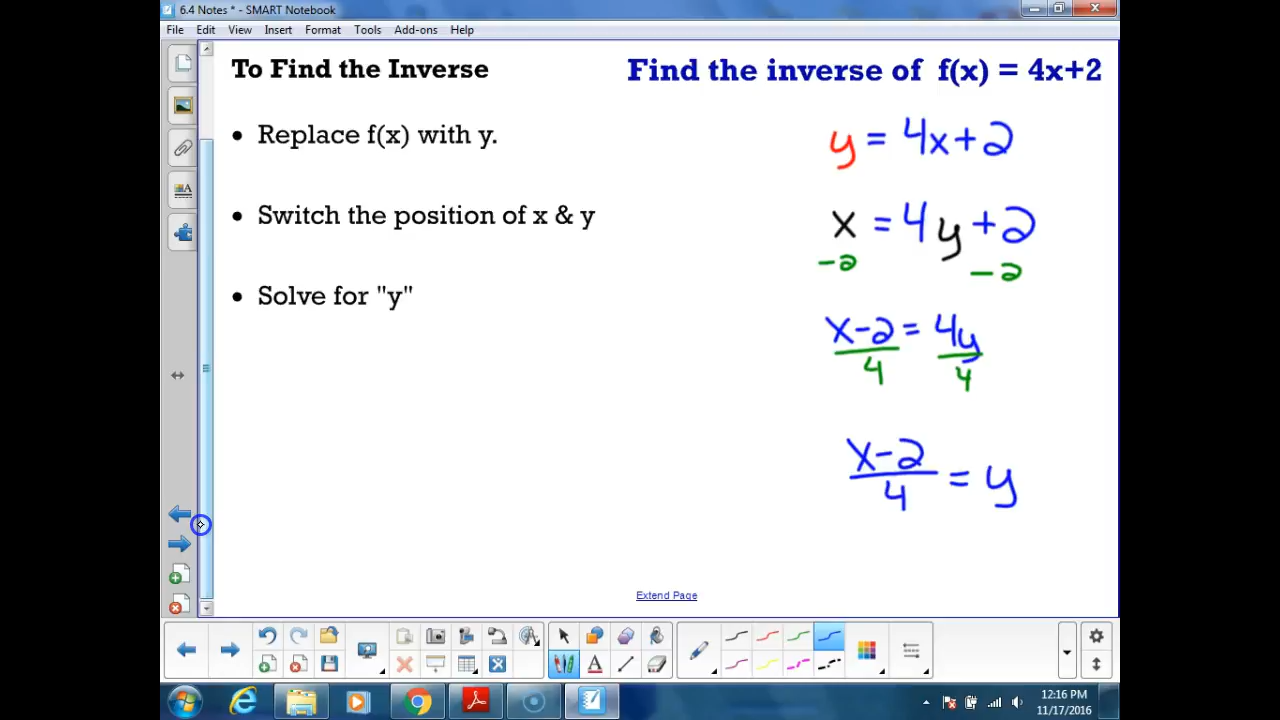 6.4 Notes * - SMART Notebook
File Edit View Insert Format Tools Add-ons Help
To Find the Inverse
Find the inverse of f(x) = 4x+2
• Replace f(x) with y.
y = 4x+2
• Switch the position of x & y
x = 4y +2
-2 -2
• Solve for "y"
x-2 = 4y
4 4
x-2
4 = y
Extend Page
12:16 PM
11/17/2016